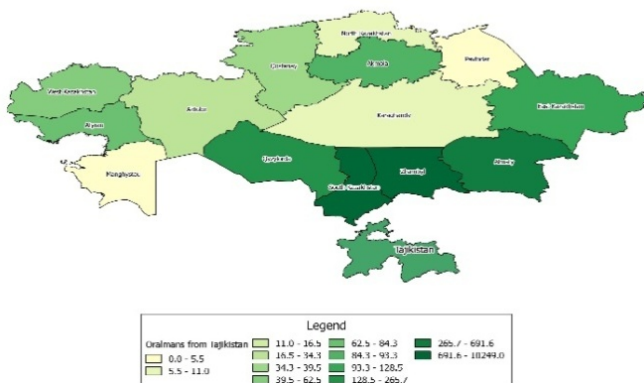 North Kazakhstan
Pavlodar
Qostanay
Akmola
West Kazakhstan
East Kazakhstan
Aktobe
Karaganda
Atyrau
Qyzylorda
Almaty
Manghystau
South Kazakhstan
Zhambyl
Tajikistan
Legend
Oralmans from Tajikistan
0.0 - 5.5
5.5 - 11.0
11.0 - 16.5
16.5 - 34.3
34.3 - 39.5
39.5 - 62.5
62.5 - 84.3
84.3 - 93.3
93.3 - 128.5
128.5 - 265.7
265.7 - 691.6
691.6 - 10249.0